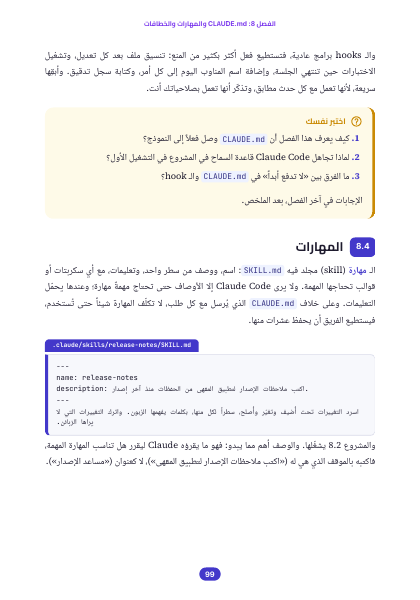 الفصل 8: CLAUDE.md والمهارات والخطافات
والـ hooks برامج عادية، فتستطيع فعل أكثر بكثير من المنع: تنسيق ملف بعد كل تعديل، وتشغيل
الاختبارات حين تنتهي الجلسة، وإضافة اسم المناوب اليوم إلى كل أمر، وكتابة سجل تدقيق. وأبقها
سريعة، لأنها تعمل مع كل حدث مطابق، وتذكّر أنها تعمل بصلاحياتك أنت.
اختبر نفسك
1. كيف يعرف هذا الفصل أن CLAUDE.md وصل فعلاً إلى النموذج؟
2. لماذا تجاهل Claude Code قاعدة السماح في المشروع في التشغيل الأول؟
3. ما الفرق بين «لا تدفع أبداً» في CLAUDE.md والـ hook؟
الإجابات في آخر الفصل، بعد الملخص.
8.4 المهارات
الـ مهارة (skill) مجلد فيه SKILL.md : اسم، ووصف من سطر واحد، وتعليمات، مع أي سكربتات أو
قوالب تحتاجها المهمة. ولا يرى Claude Code إلا الأوصاف حتى تحتاج مهمةٌ مهارة؛ وعندها يحمّل
التعليمات. وعلى خلاف CLAUDE.md الذي يُرسل مع كل طلب، لا تكلّف المهارة شيئاً حتى تُستخدم،
فيستطيع الفريق أن يحفظ عشرات منها.
.claude/skills/release-notes/SKILL.md
---
name: release-notes
description: اكتب ملاحظات الإصدار لتطبيق المقهى من الحفظات منذ آخر إصدار.
---
اسرد التغييرات تحت أضيف وتغيّر وأصلح، سطراً لكل منها، بكلمات يفهمها الزبون. واترك التغييرات التي لا
يراها الزبائن.
والمشروع 8.2 يشغّلها. والوصف أهم مما يبدو: فهو ما يقرؤه Claude ليقرر هل تناسب المهارة المهمة،
فاكتبه بالموقف الذي هي له («اكتب ملاحظات الإصدار لتطبيق المقهى»)، لا كعنوان («مساعد الإصدار»).
99